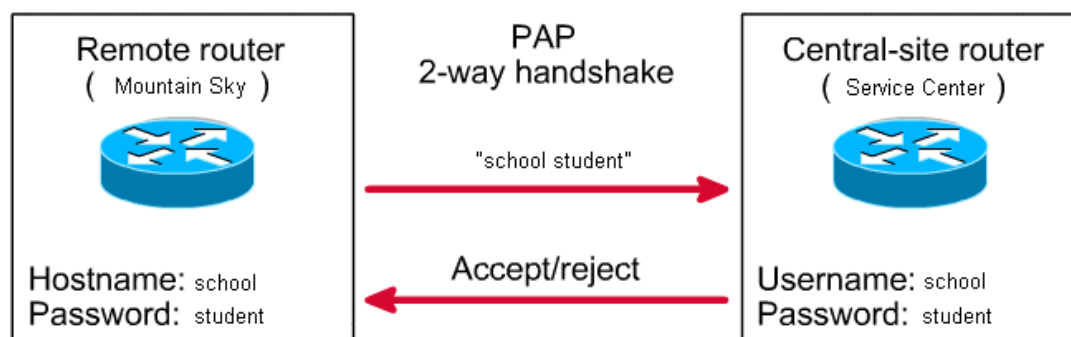 Remote router
( Mountain Sky )
Hostname: school
Password: student
PAP
2-way handshake
"school student"
Accept/reject
Central-site router
( Service Center )
Username: school
Password: student